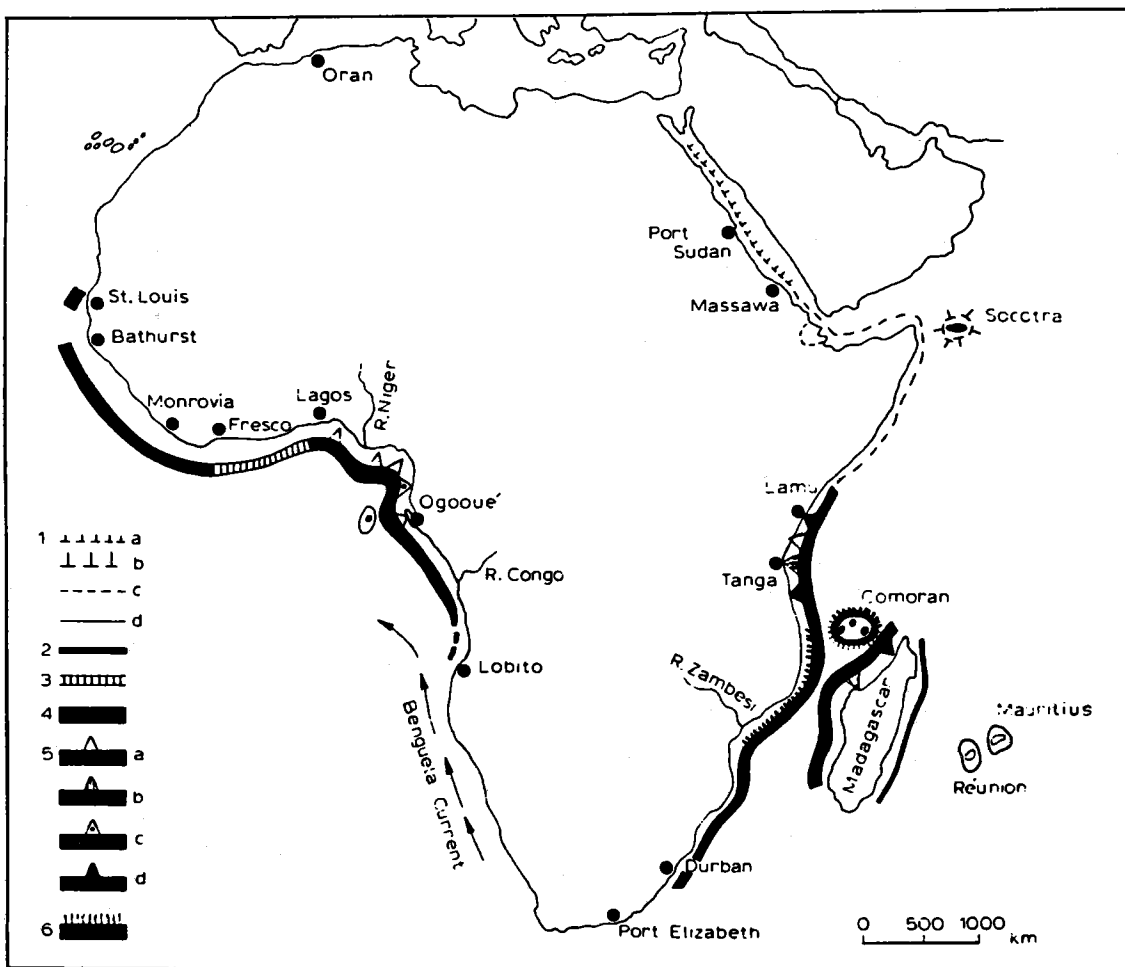 Oran
Port
Sudan
St. Louis
Massawa
Socotra
Bathurst
Lagos
R. Niger
Monrovia
Fresco
Lamu
Ogooué
1 a
b
R. Congo
Tanga
c
Comoran
d
2
Lobito
R. Zambesi
3
Mauritius
4
Madagascar
Benguela Current
5 a
Réunion
b
c
Durban
d
6
Port Elizabeth
0 500 1000
km